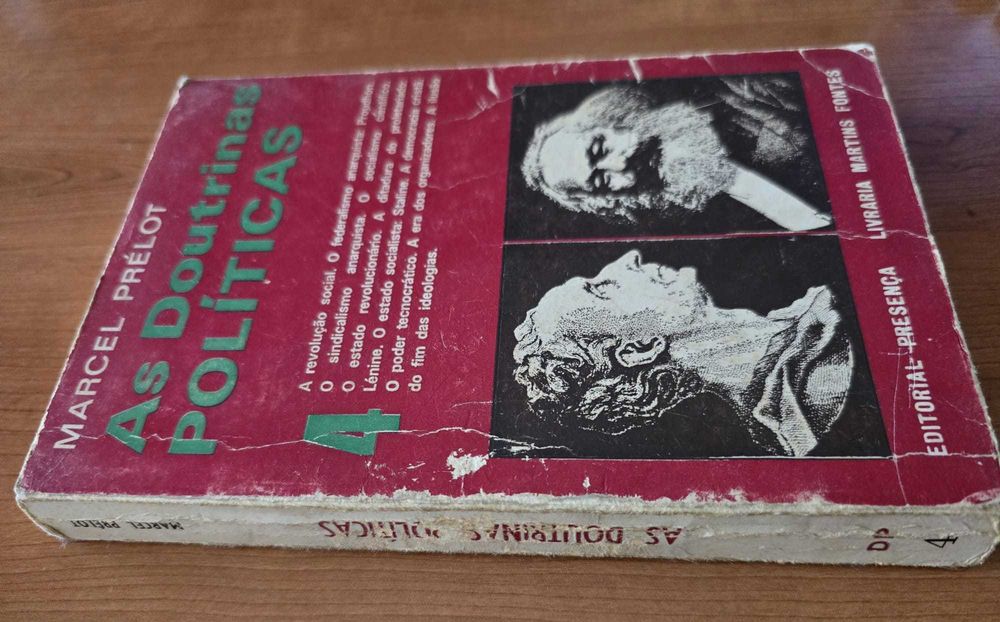 MARCEL PRÉLOT
As Doutrinas
POLÍTICAS
4
A revolução social. O federalismo anarquista: Proudhon.
O sindicalismo anarquista. O socialismo científico
O estado revolucionário. A ditadura do proletariado
Lénine. O estado socialista: Staline. A democracia cristã
O poder tecnocrático. A era dos organizadores. A ilusão
do fim das ideologias.
EDITORIAL PRESENÇA LIVRARIA MARTINS FONTES
MARCEL PRÉLOT
AS DOUTRINAS POLÍTICAS
DP
4